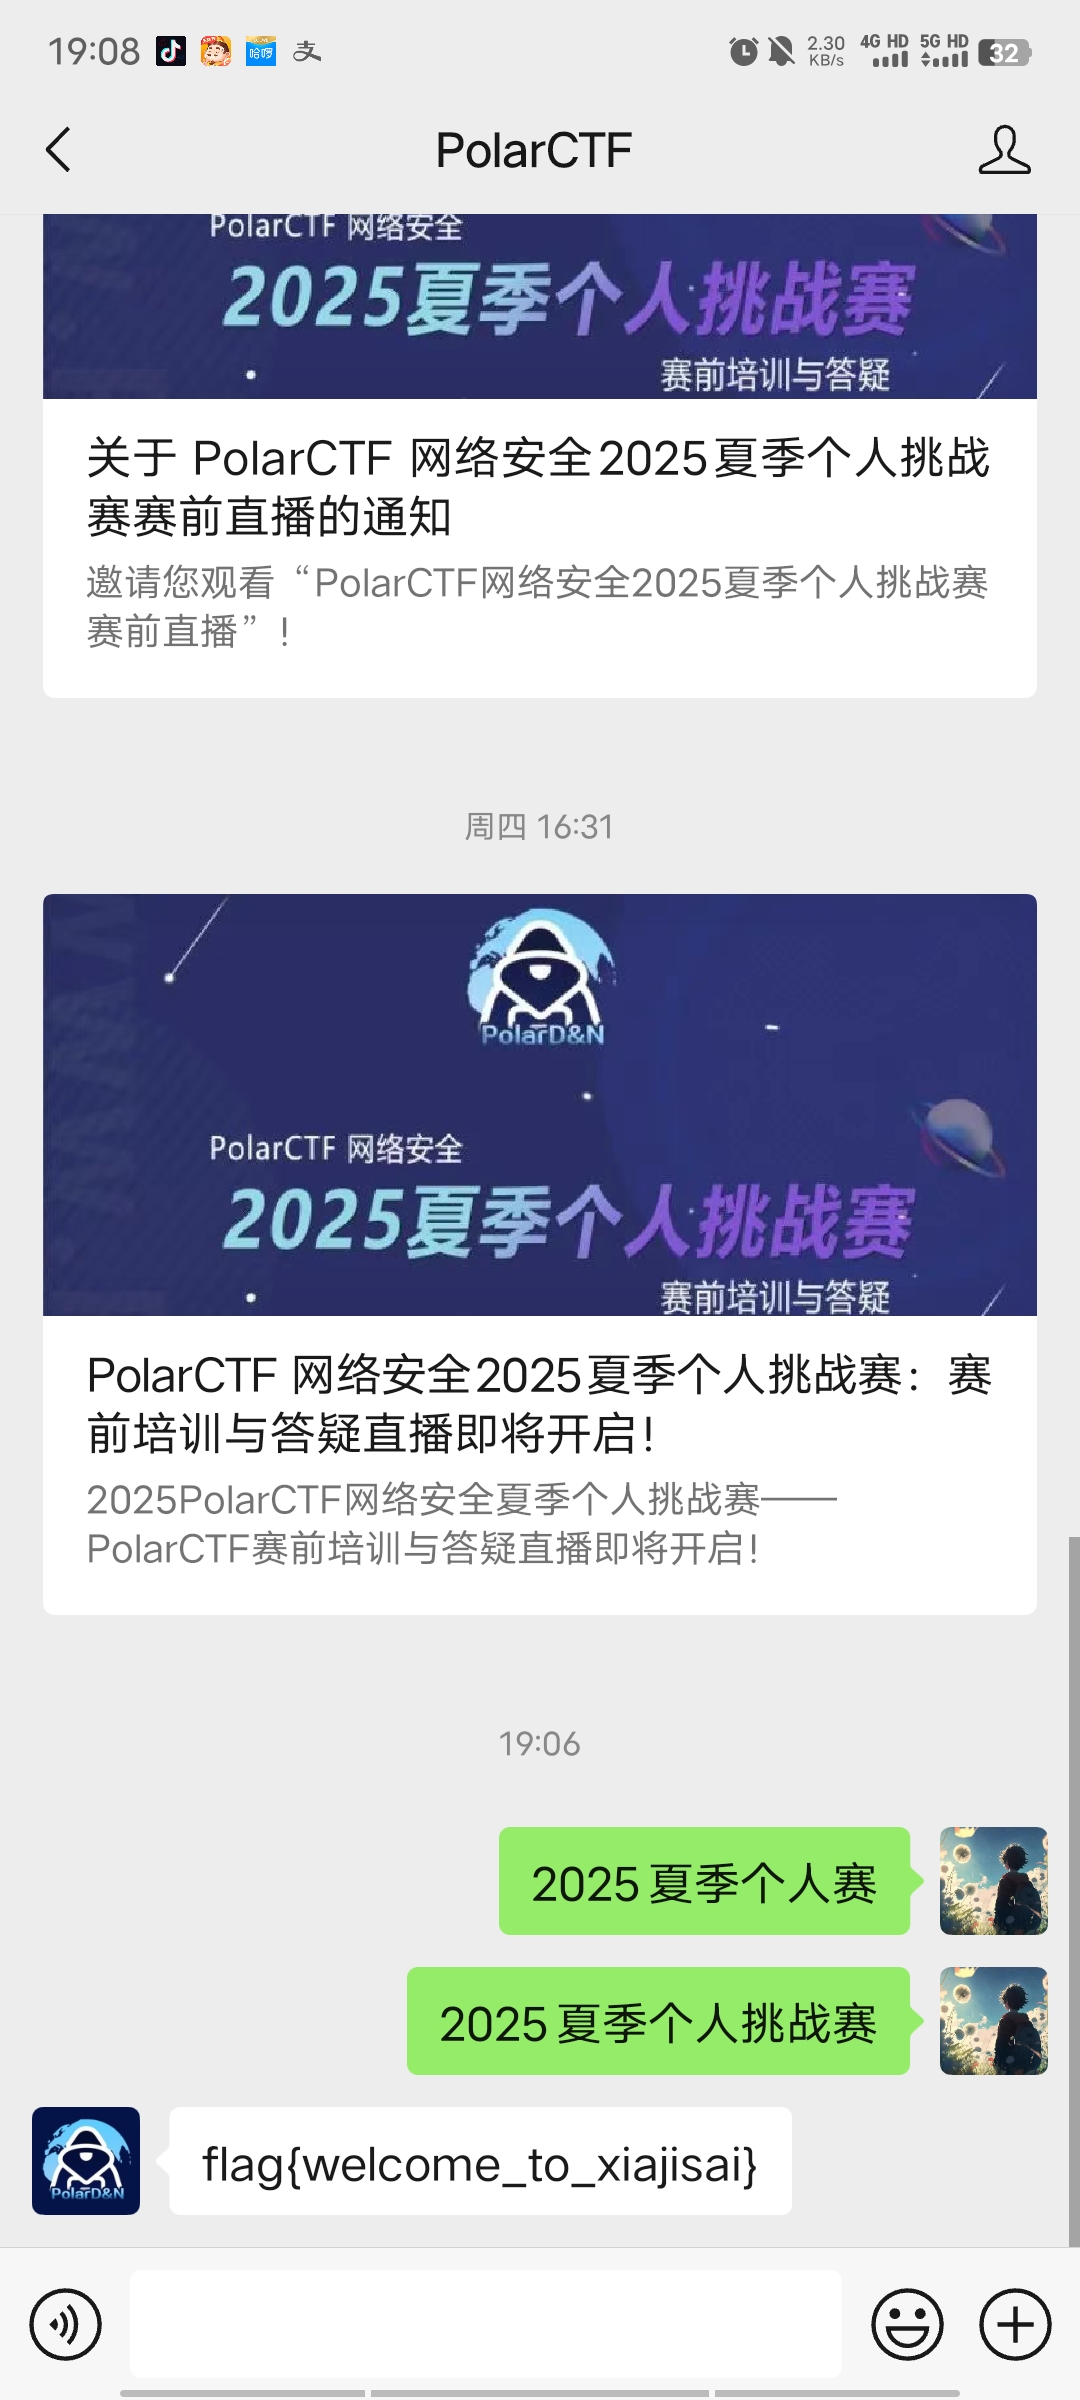 19:08
哈啰
支
2.30
KB/s
4G HD
5G HD
32
PolarCTF
PolarCTF 网络安全
2025夏季个人挑战赛
赛前培训与答疑
关于 PolarCTF 网络安全2025夏季个人挑战
赛赛前直播的通知
邀请您观看“PolarCTF网络安全2025夏季个人挑战赛
赛前直播”！
周四 16:31
PolarD&N
PolarCTF 网络安全
2025夏季个人挑战赛
赛前培训与答疑
PolarCTF 网络安全2025夏季个人挑战赛：赛
前培训与答疑直播即将开启！
2025PolarCTF网络安全夏季个人挑战赛——
PolarCTF赛前培训与答疑直播即将开启！
19:06
2025夏季个人赛
2025夏季个人挑战赛
PolarD&N
flag{welcome_to_xiajisai}